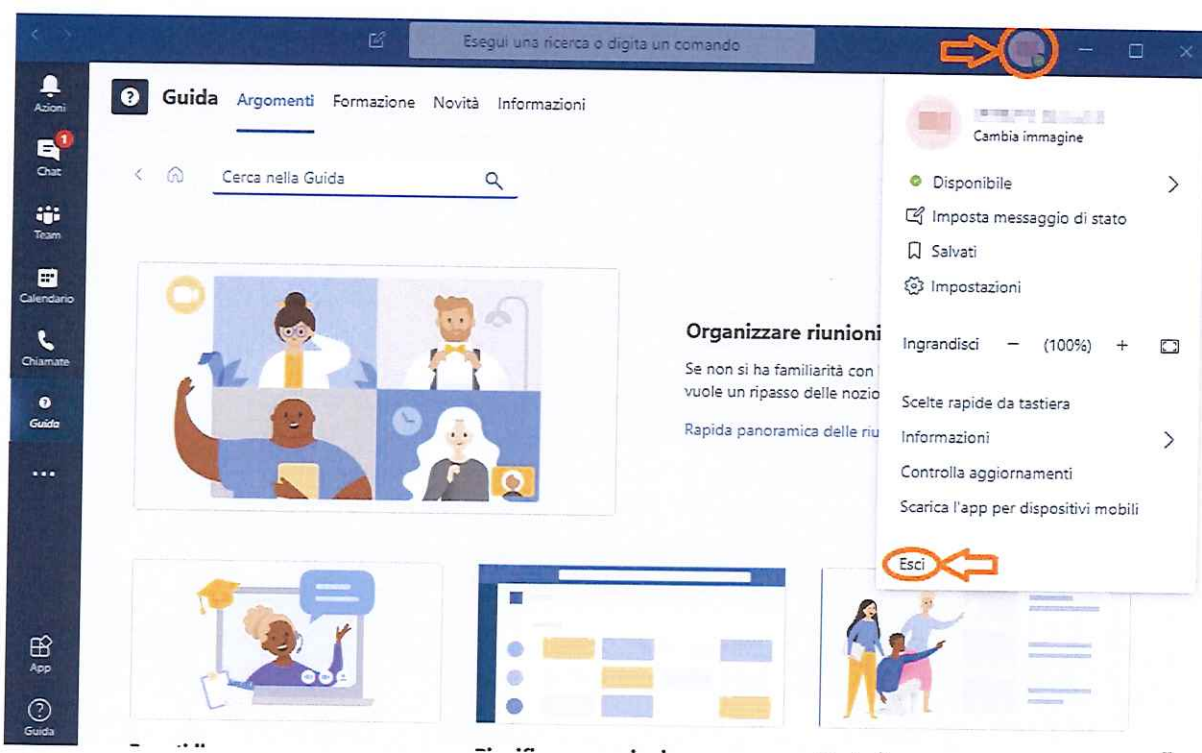 Esegui una ricerca o digita un comando
Azioni
1
Chat
Team
Calendario
Chiamate
Guida
App
Guida
Guida Argomenti Formazione Novità Informazioni
Cerca nella Guida
Organizzare riunioni
Se non si ha familiarità con
vuole un ripasso delle nozio
Rapida panoramica delle riu
Cambia immagine
Disponibile
Imposta messaggio di stato
Salvati
Impostazioni
Ingrandisci − (100%) +
Scelte rapide da tastiera
Informazioni
Controlla aggiornamenti
Scarica l'app per dispositivi mobili
Esci